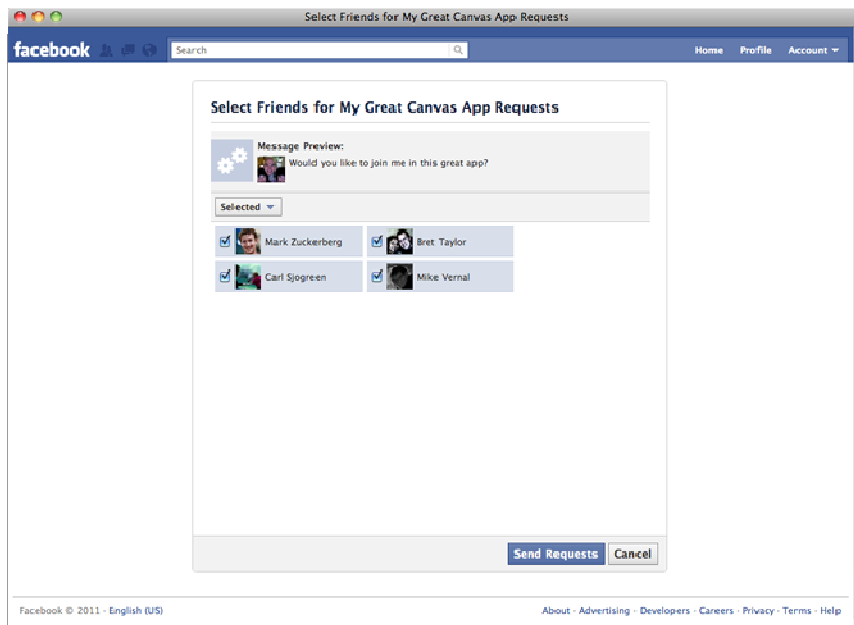 Select Friends for My Great Canvas App Requests
facebook Search Home Profile Account
Select Friends for My Great Canvas App Requests
Message Preview:
Would you like to join me in this great app?
Selected
Mark Zuckerberg Bret Taylor
Carl Sjogreen Mike Vernal
Send Requests Cancel
Facebook © 2011 · English (US) About · Advertising · Developers · Careers · Privacy · Terms · Help